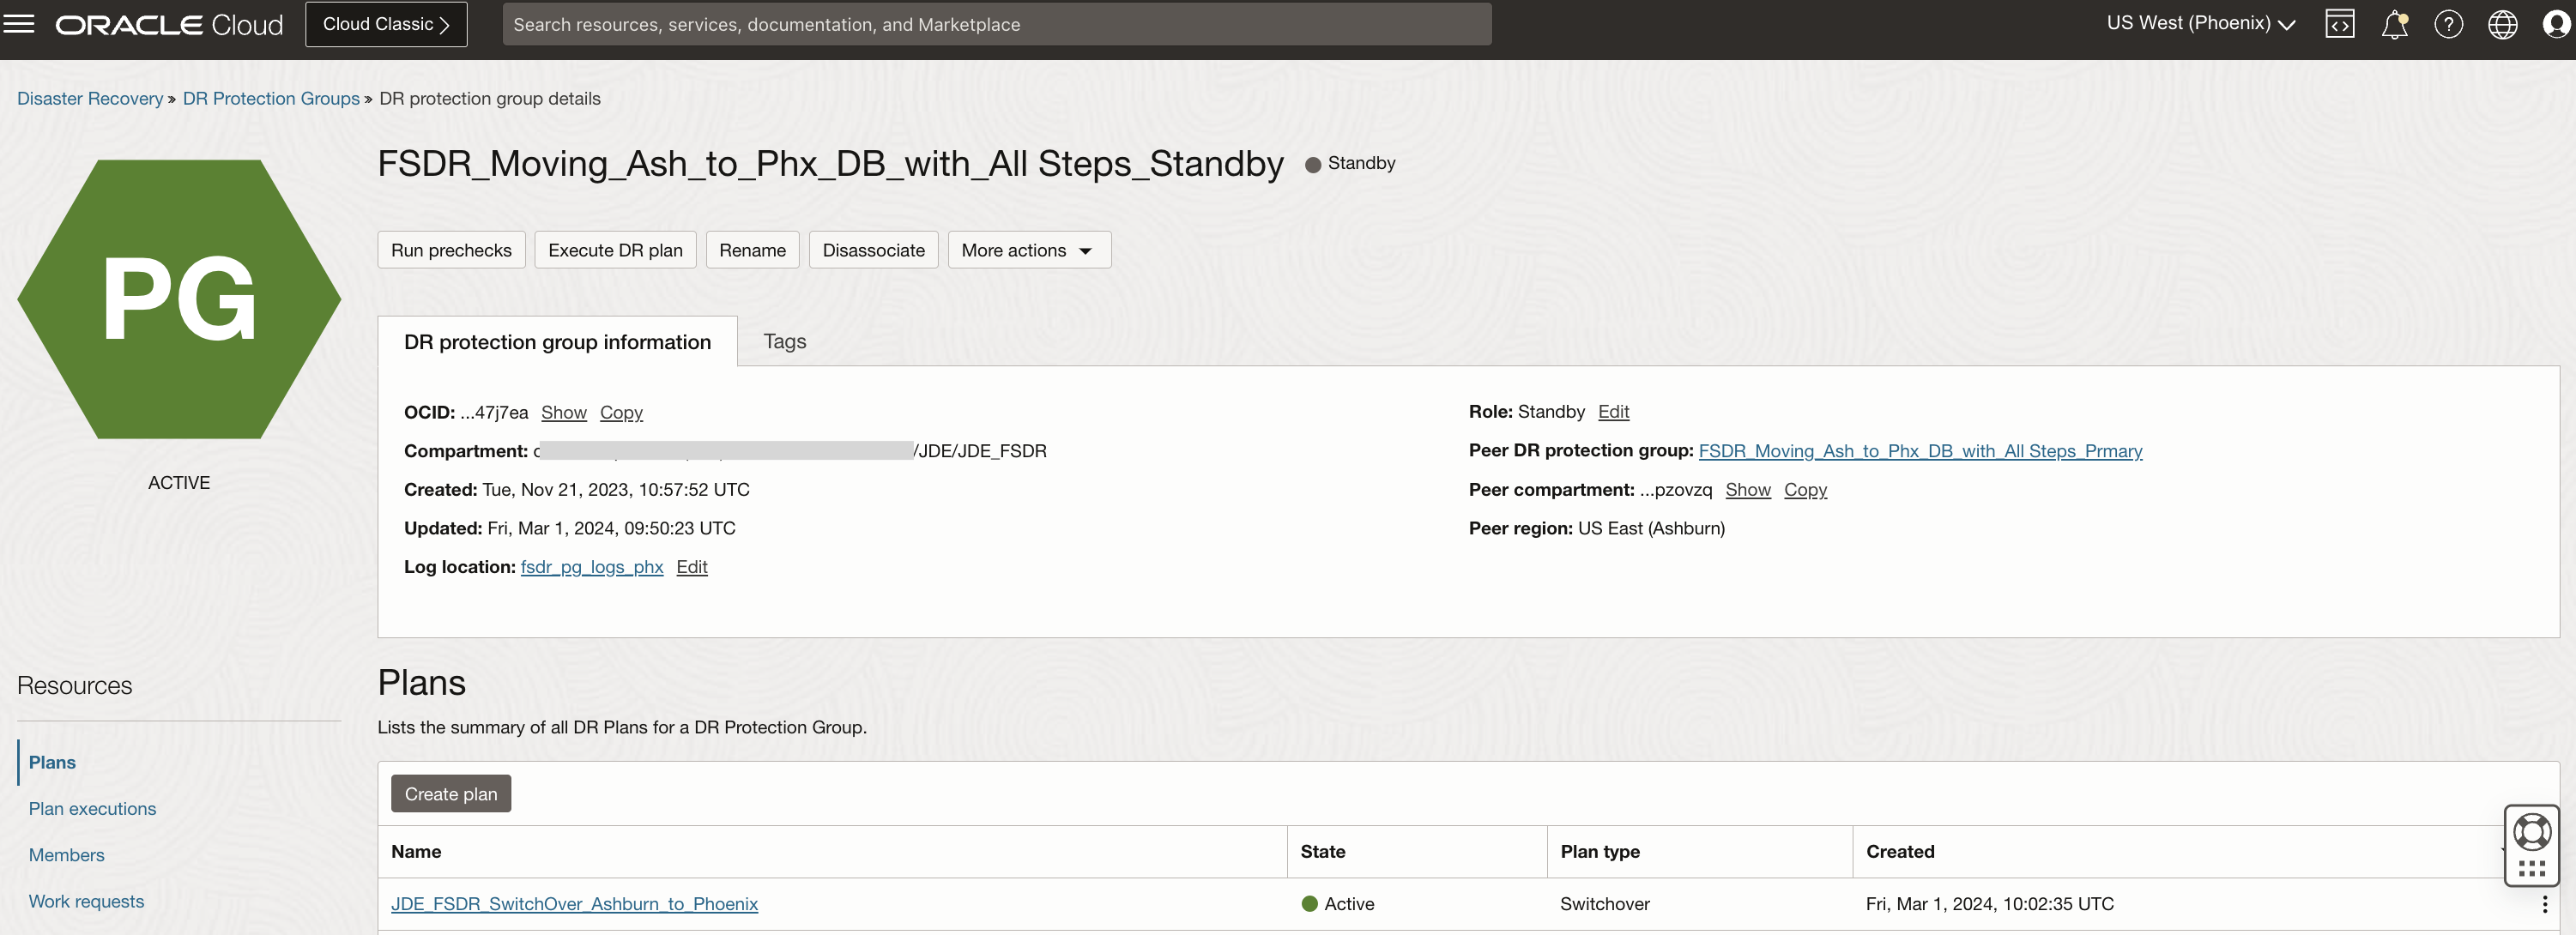 ORACLE Cloud
Cloud Classic
Search resources, services, documentation, and Marketplace
US West (Phoenix)
Disaster Recovery » DR Protection Groups » DR protection group details
PG
ACTIVE
FSDR_Moving_Ash_to_Phx_DB_with_All Steps_Standby
Standby
Run prechecks
Execute DR plan
Rename
Disassociate
More actions
DR protection group information
Tags
OCID: ...47j7ea Show Copy
Compartment: /JDE/JDE_FSDR
Created: Tue, Nov 21, 2023, 10:57:52 UTC
Updated: Fri, Mar 1, 2024, 09:50:23 UTC
Log location: fsdr_pg_logs_phx Edit
Role: Standby Edit
Peer DR protection group: FSDR_Moving_Ash_to_Phx_DB_with_All Steps_Prmary
Peer compartment: ...pzovzq Show Copy
Peer region: US East (Ashburn)
Resources
Plans
Plan executions
Members
Work requests
Plans
Lists the summary of all DR Plans for a DR Protection Group.
Create plan
Name State Plan type Created
JDE_FSDR_SwitchOver_Ashburn_to_Phoenix Active Switchover Fri, Mar 1, 2024, 10:02:35 UTC